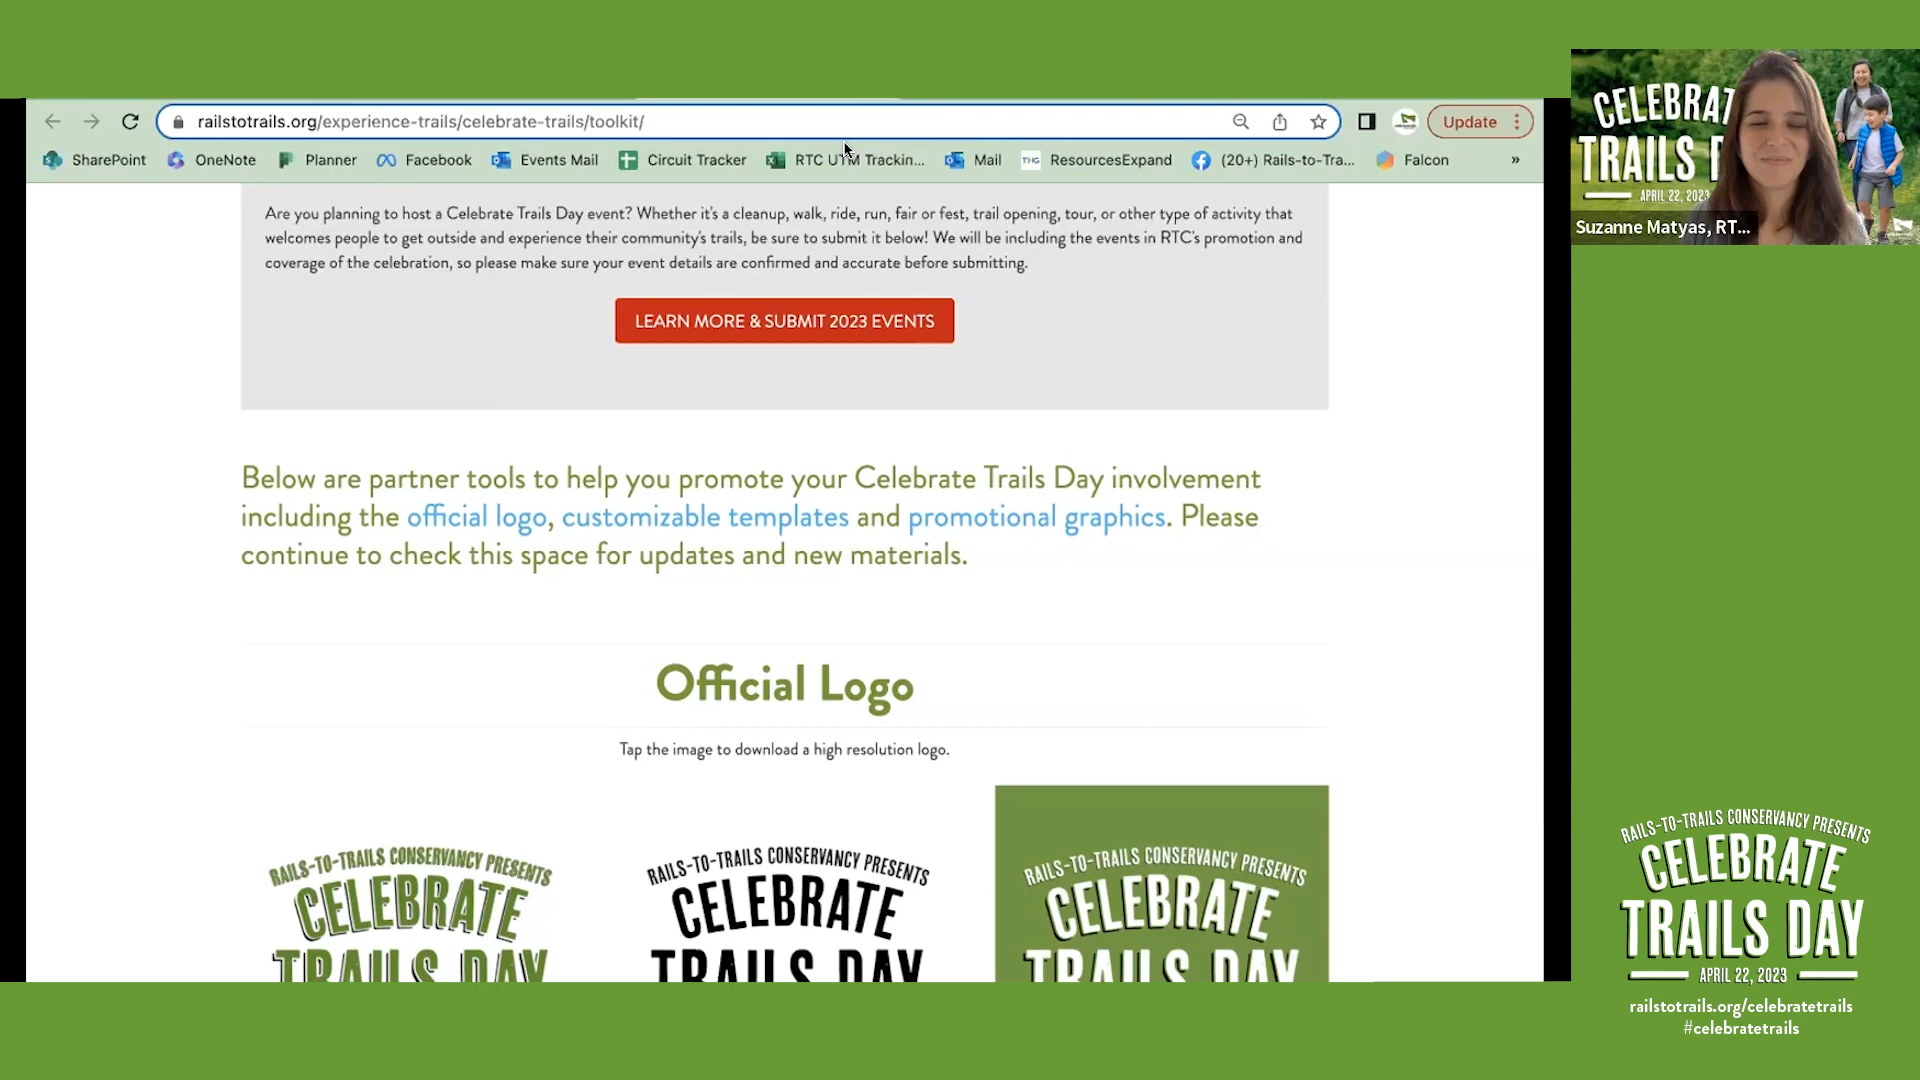 railstotrails.org/experience-trails/celebrate-trails/toolkit/
Update
SharePoint OneNote Planner Facebook Events Mail Circuit Tracker RTC UTM Trackin... Mail THG ResourcesExpand (20+) Rails-to-Tra... Falcon »
Are you planning to host a Celebrate Trails Day event? Whether it's a cleanup, walk, ride, run, fair or fest, trail opening, tour, or other type of activity that
welcomes people to get outside and experience their community's trails, be sure to submit it below! We will be including the events in RTC's promotion and
coverage of the celebration, so please make sure your event details are confirmed and accurate before submitting.
LEARN MORE & SUBMIT 2023 EVENTS
Below are partner tools to help you promote your Celebrate Trails Day involvement
including the official logo, customizable templates and promotional graphics. Please
continue to check this space for updates and new materials.
Official Logo
Tap the image to download a high resolution logo.
RAILS-TO-TRAILS CONSERVANCY PRESENTS
CELEBRATE
TRAILS DAY
RAILS-TO-TRAILS CONSERVANCY PRESENTS
CELEBRATE
TRAILS DAY
RAILS-TO-TRAILS CONSERVANCY PRESENTS
CELEBRATE
TRAILS DAY
CELEBRAT
TRAILS
APRIL 22, 2023
Suzanne Matyas, RT...
RAILS-TO-TRAILS CONSERVANCY PRESENTS
CELEBRATE
TRAILS DAY
APRIL 22, 2023
railstotrails.org/celebratetrails
#celebratetrails